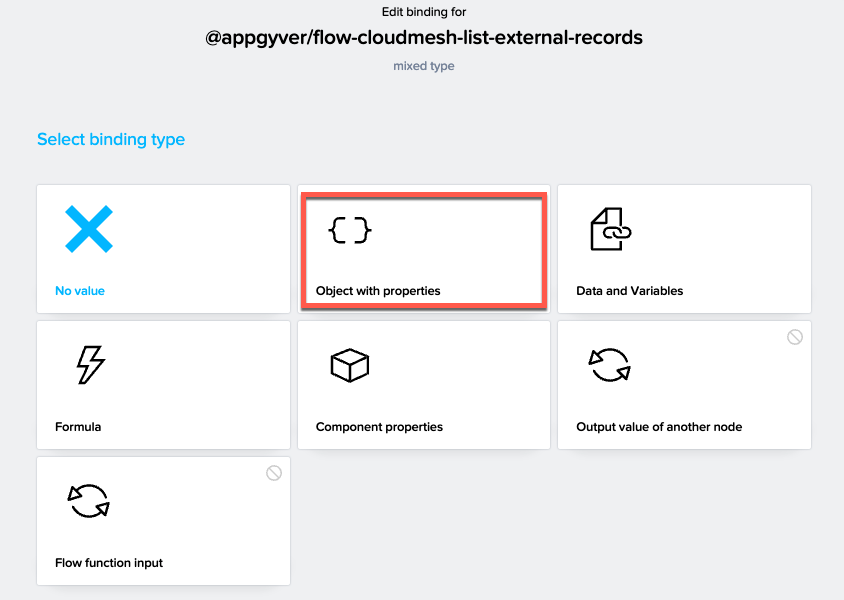 Edit binding for
@appgyver/flow-cloudmesh-list-external-records
mixed type
Select binding type
No value
Object with properties
Data and Variables
Formula
Component properties
Output value of another node
Flow function input